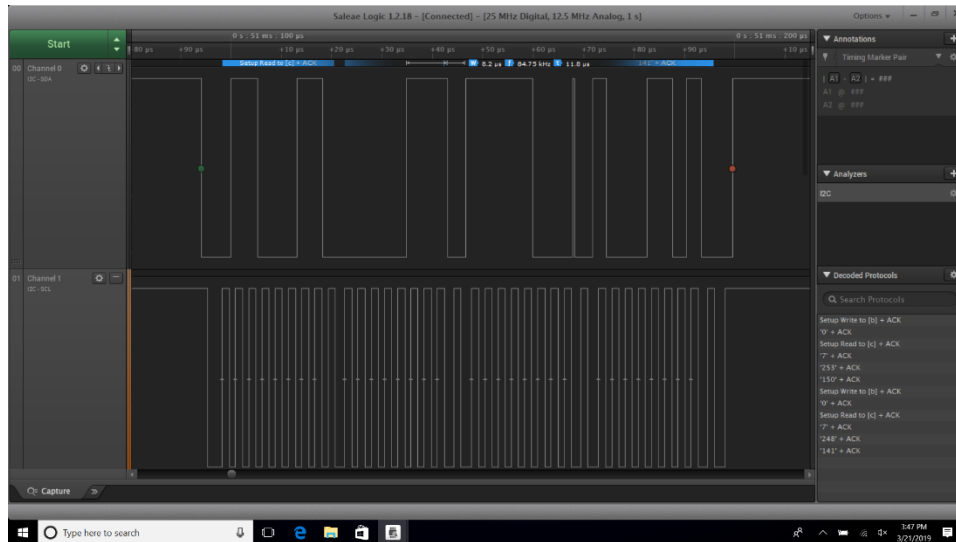 Saleae Logic 1.2.18 - [Connected] - [25 MHz Digital, 12.5 MHz Analog, 1 s]
Options
Start
0 s : 51 ms : 100 µs
0 s : 51 ms : 200 µs
+80 µs
+90 µs
+10 µs
+20 µs
+30 µs
+40 µs
+50 µs
+60 µs
+70 µs
+80 µs
+90 µs
+10 µs
00 Channel 0
I2C - SDA
Setup Read to [c] + ACK
W 8.2 µs f 84.75 kHz T 11.8 µs
'141' + ACK
01 Channel 1
I2C - SCL
Annotations
Timing Marker Pair
| A1 - A2 | = ###
A1 @ ###
A2 @ ###
Analyzers
I2C
Decoded Protocols
Search Protocols
Setup Write to [b] + ACK
'0' + ACK
Setup Read to [c] + ACK
'7' + ACK
'253' + ACK
'150' + ACK
Setup Write to [b] + ACK
'0' + ACK
Setup Read to [c] + ACK
'7' + ACK
'248' + ACK
'141' + ACK
Capture
Type here to search
3:47 PM
3/21/2019